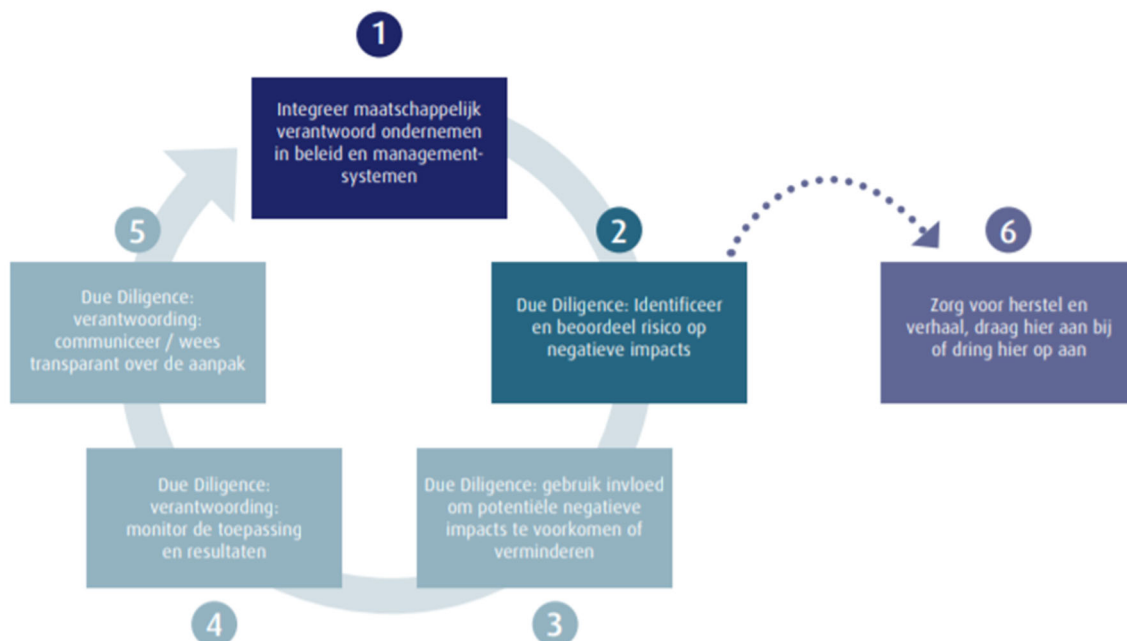 1
Integreer maatschappelijk
verantwoord ondernemen
in beleid en management-
systemen
2
Due Diligence: Identificeer
en beoordeel risico op
negatieve impacts
3
Due Diligence: gebruik invloed
om potentiële negatieve
impacts te voorkomen of
verminderen
4
Due Diligence:
verantwoording:
monitor de toepassing
en resultaten
5
Due Diligence:
verantwoording:
communiceer / wees
transparant over de aanpak
6
Zorg voor herstel en
verhaal, draag hier aan bij
of dring hier op aan